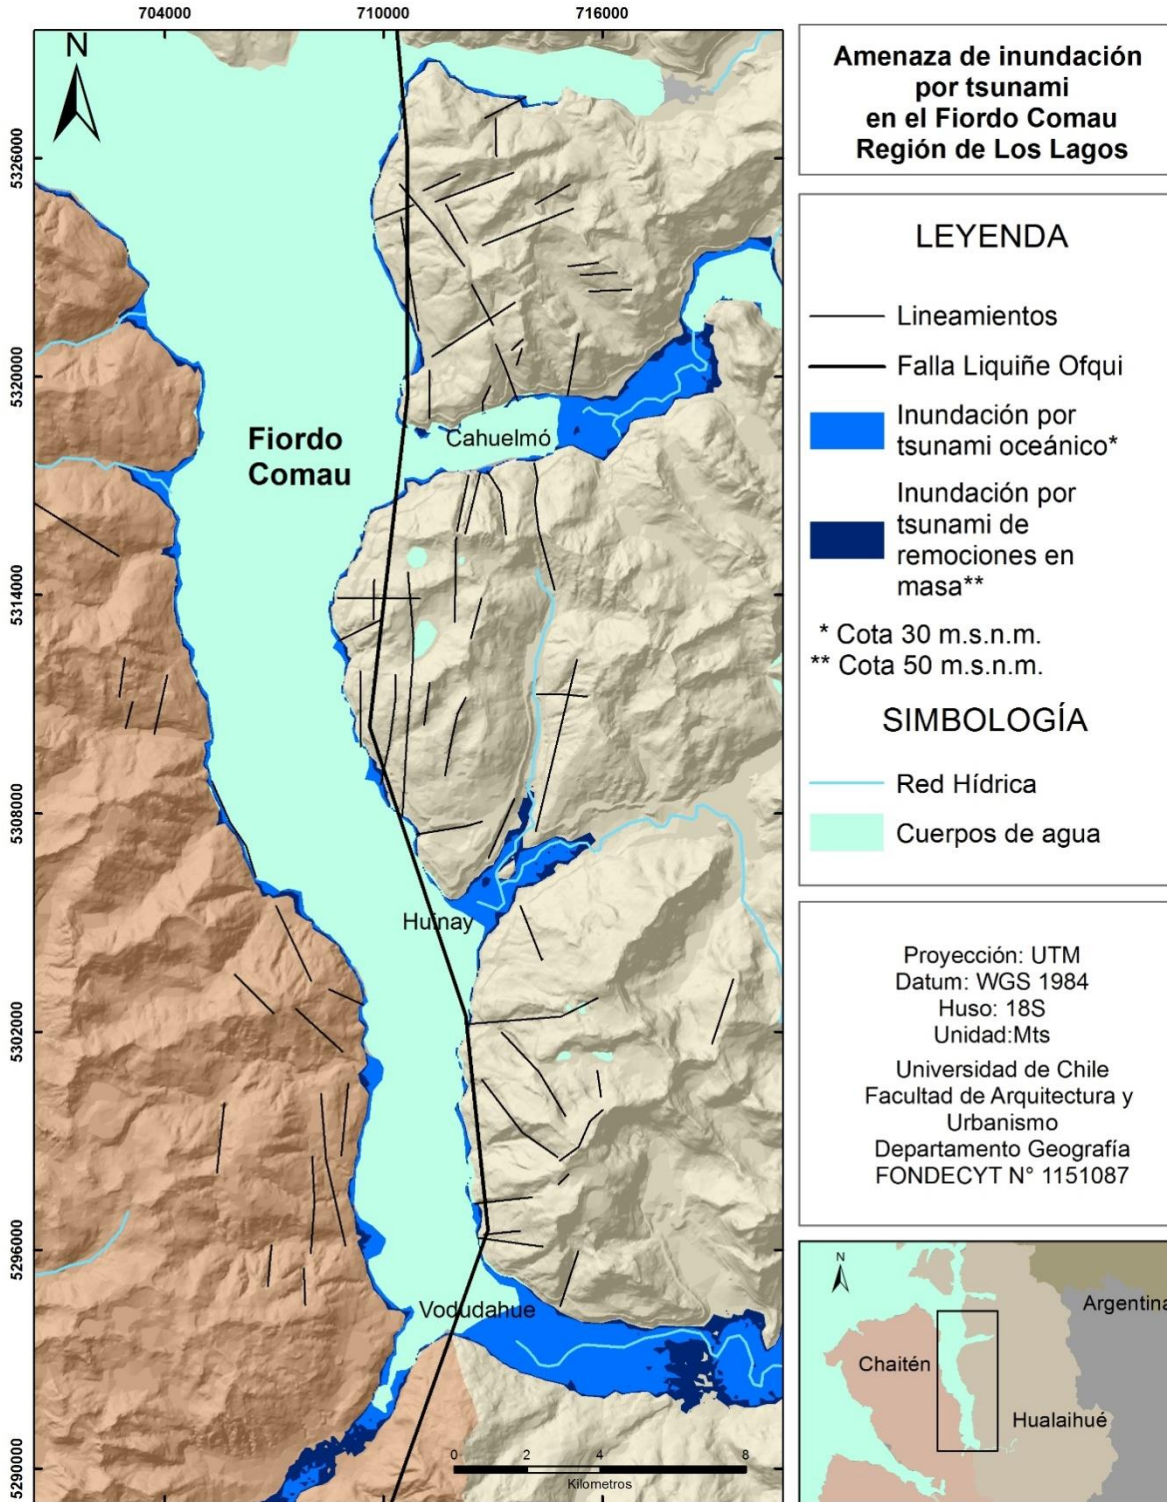 704000
710000
716000
N
5326000
5320000
5314000
5308000
5302000
5296000
5290000
Fiordo
Comau
Cahuelmó
Huinay
Vodudahue
0 2 4 8
Kilometros
Amenaza de inundación
por tsunami
en el Fiordo Comau
Región de Los Lagos
LEYENDA
Lineamientos
Falla Liquiñe Ofqui
Inundación por
tsunami oceánico*
Inundación por
tsunami de
remociones en
masa**
* Cota 30 m.s.n.m.
** Cota 50 m.s.n.m.
SIMBOLOGÍA
Red Hídrica
Cuerpos de agua
Proyección: UTM
Datum: WGS 1984
Huso: 18S
Unidad:Mts
Universidad de Chile
Facultad de Arquitectura y
Urbanismo
Departamento Geografía
FONDECYT N° 1151087
N
Argentina
Chaitén
Hualaihué